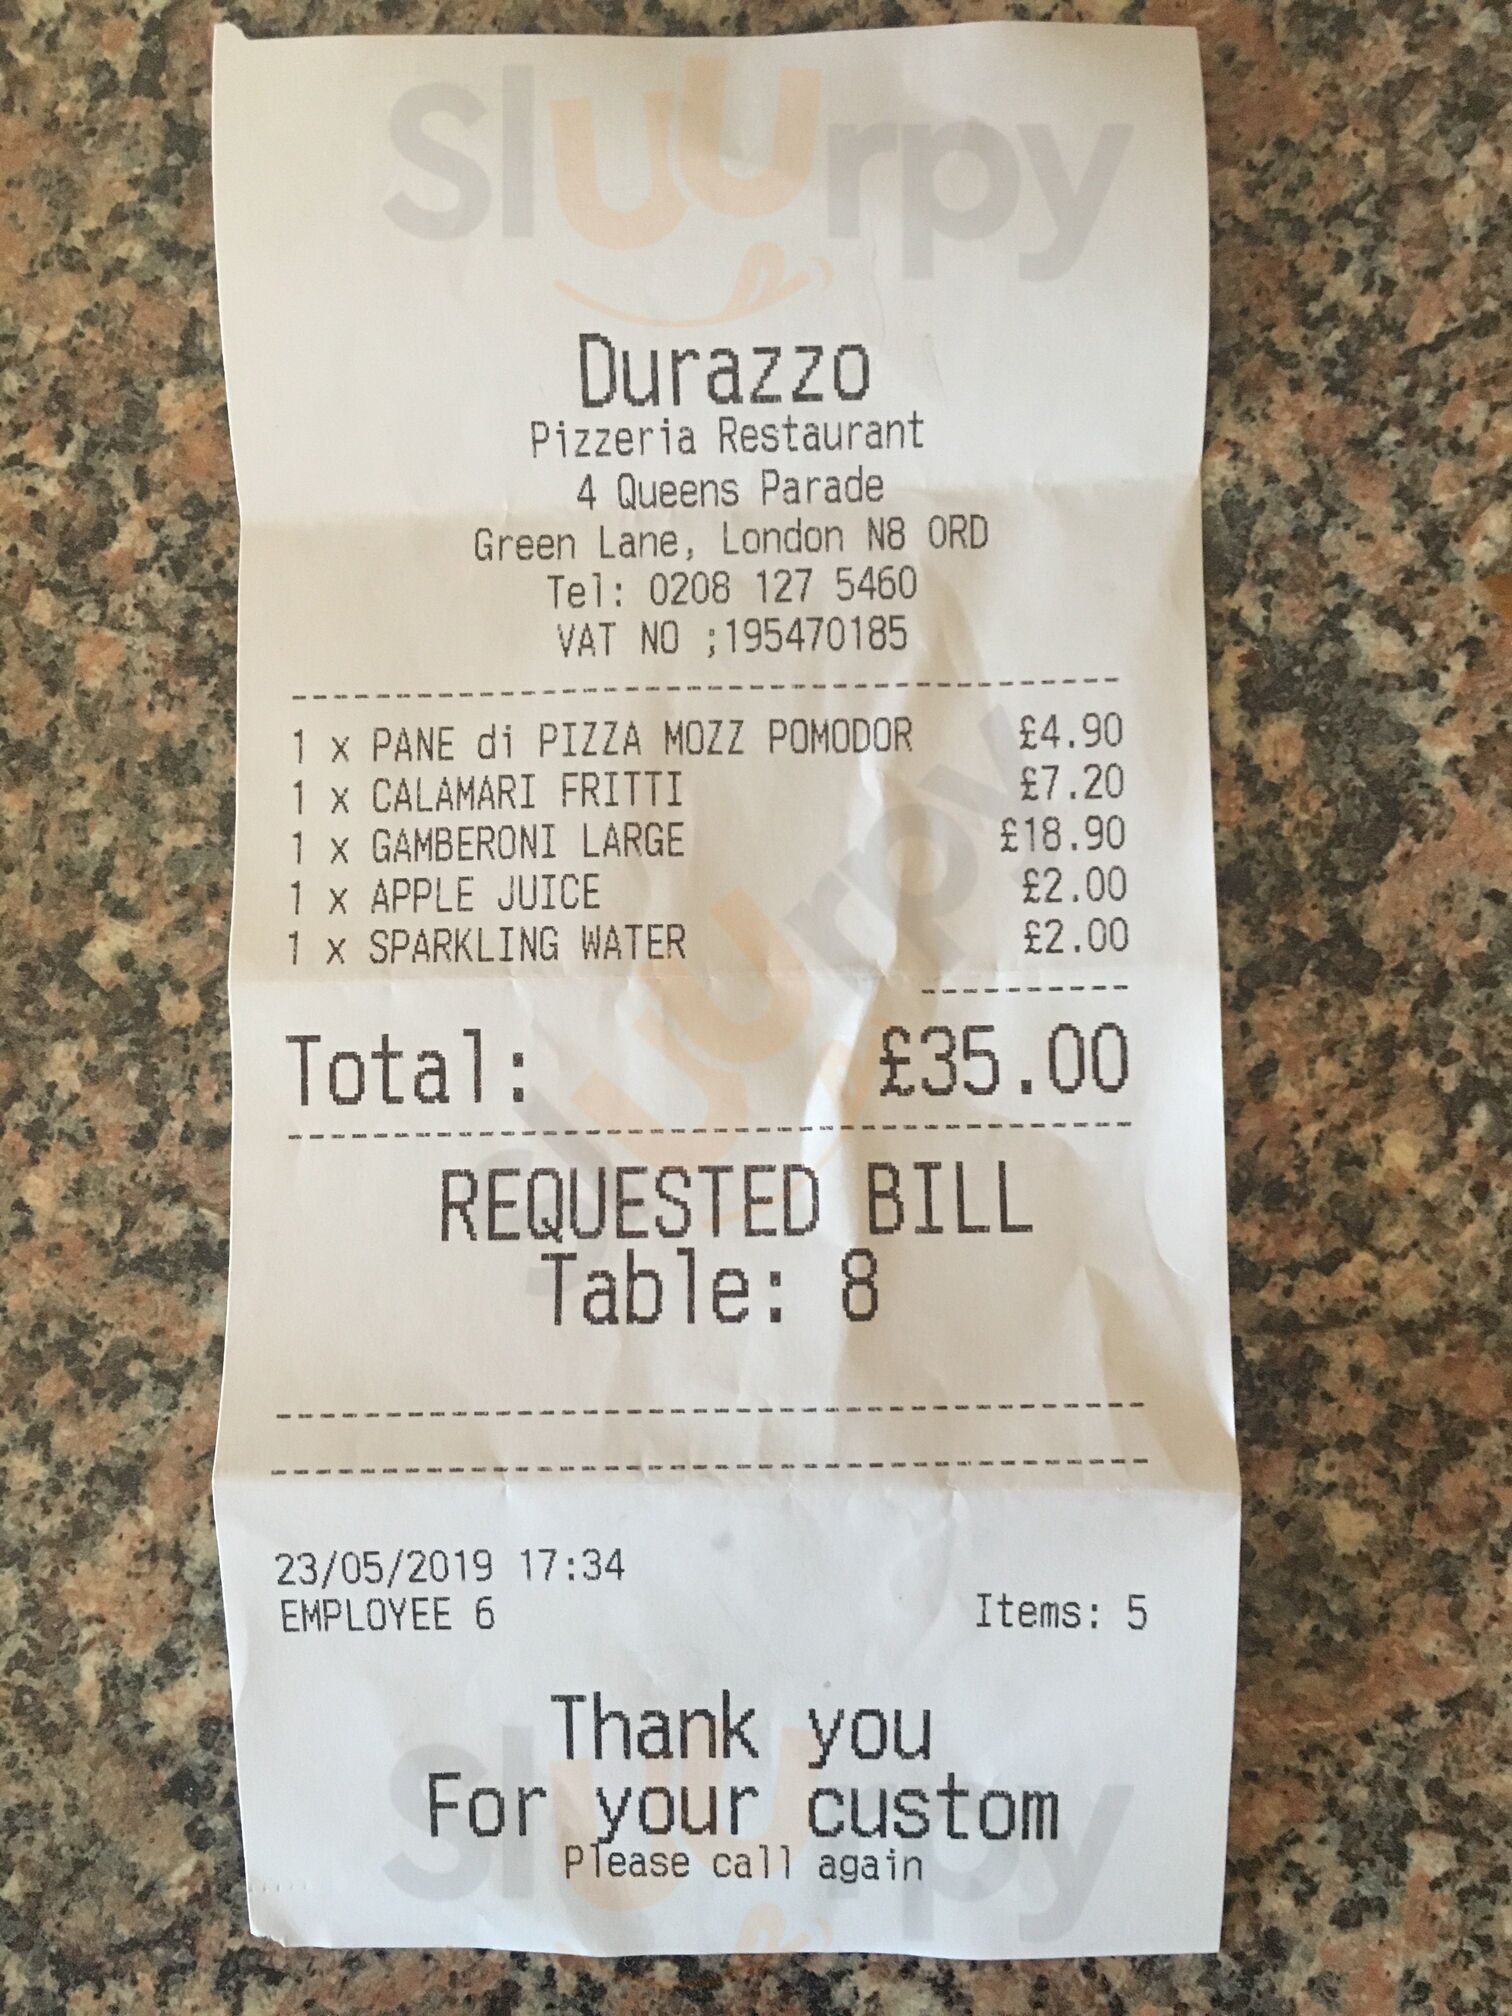 Sluurpy
Durazzo
Pizzeria Restaurant
4 Queens Parade
Green Lane, London N8 0RD
Tel: 0208 127 5460
VAT NO ;195470185
1 x PANE di PIZZA MOZZ POMODOR £4.90
1 x CALAMARI FRITTI £7.20
1 x GAMBERONI LARGE £18.90
1 x APPLE JUICE £2.00
1 x SPARKLING WATER £2.00
Sluurpy
Total: £35.00
REQUESTED BILL
Table: 8
23/05/2019 17:34
EMPLOYEE 6 Items: 5
Thank you
For your custom
Please call again
Sluurpy